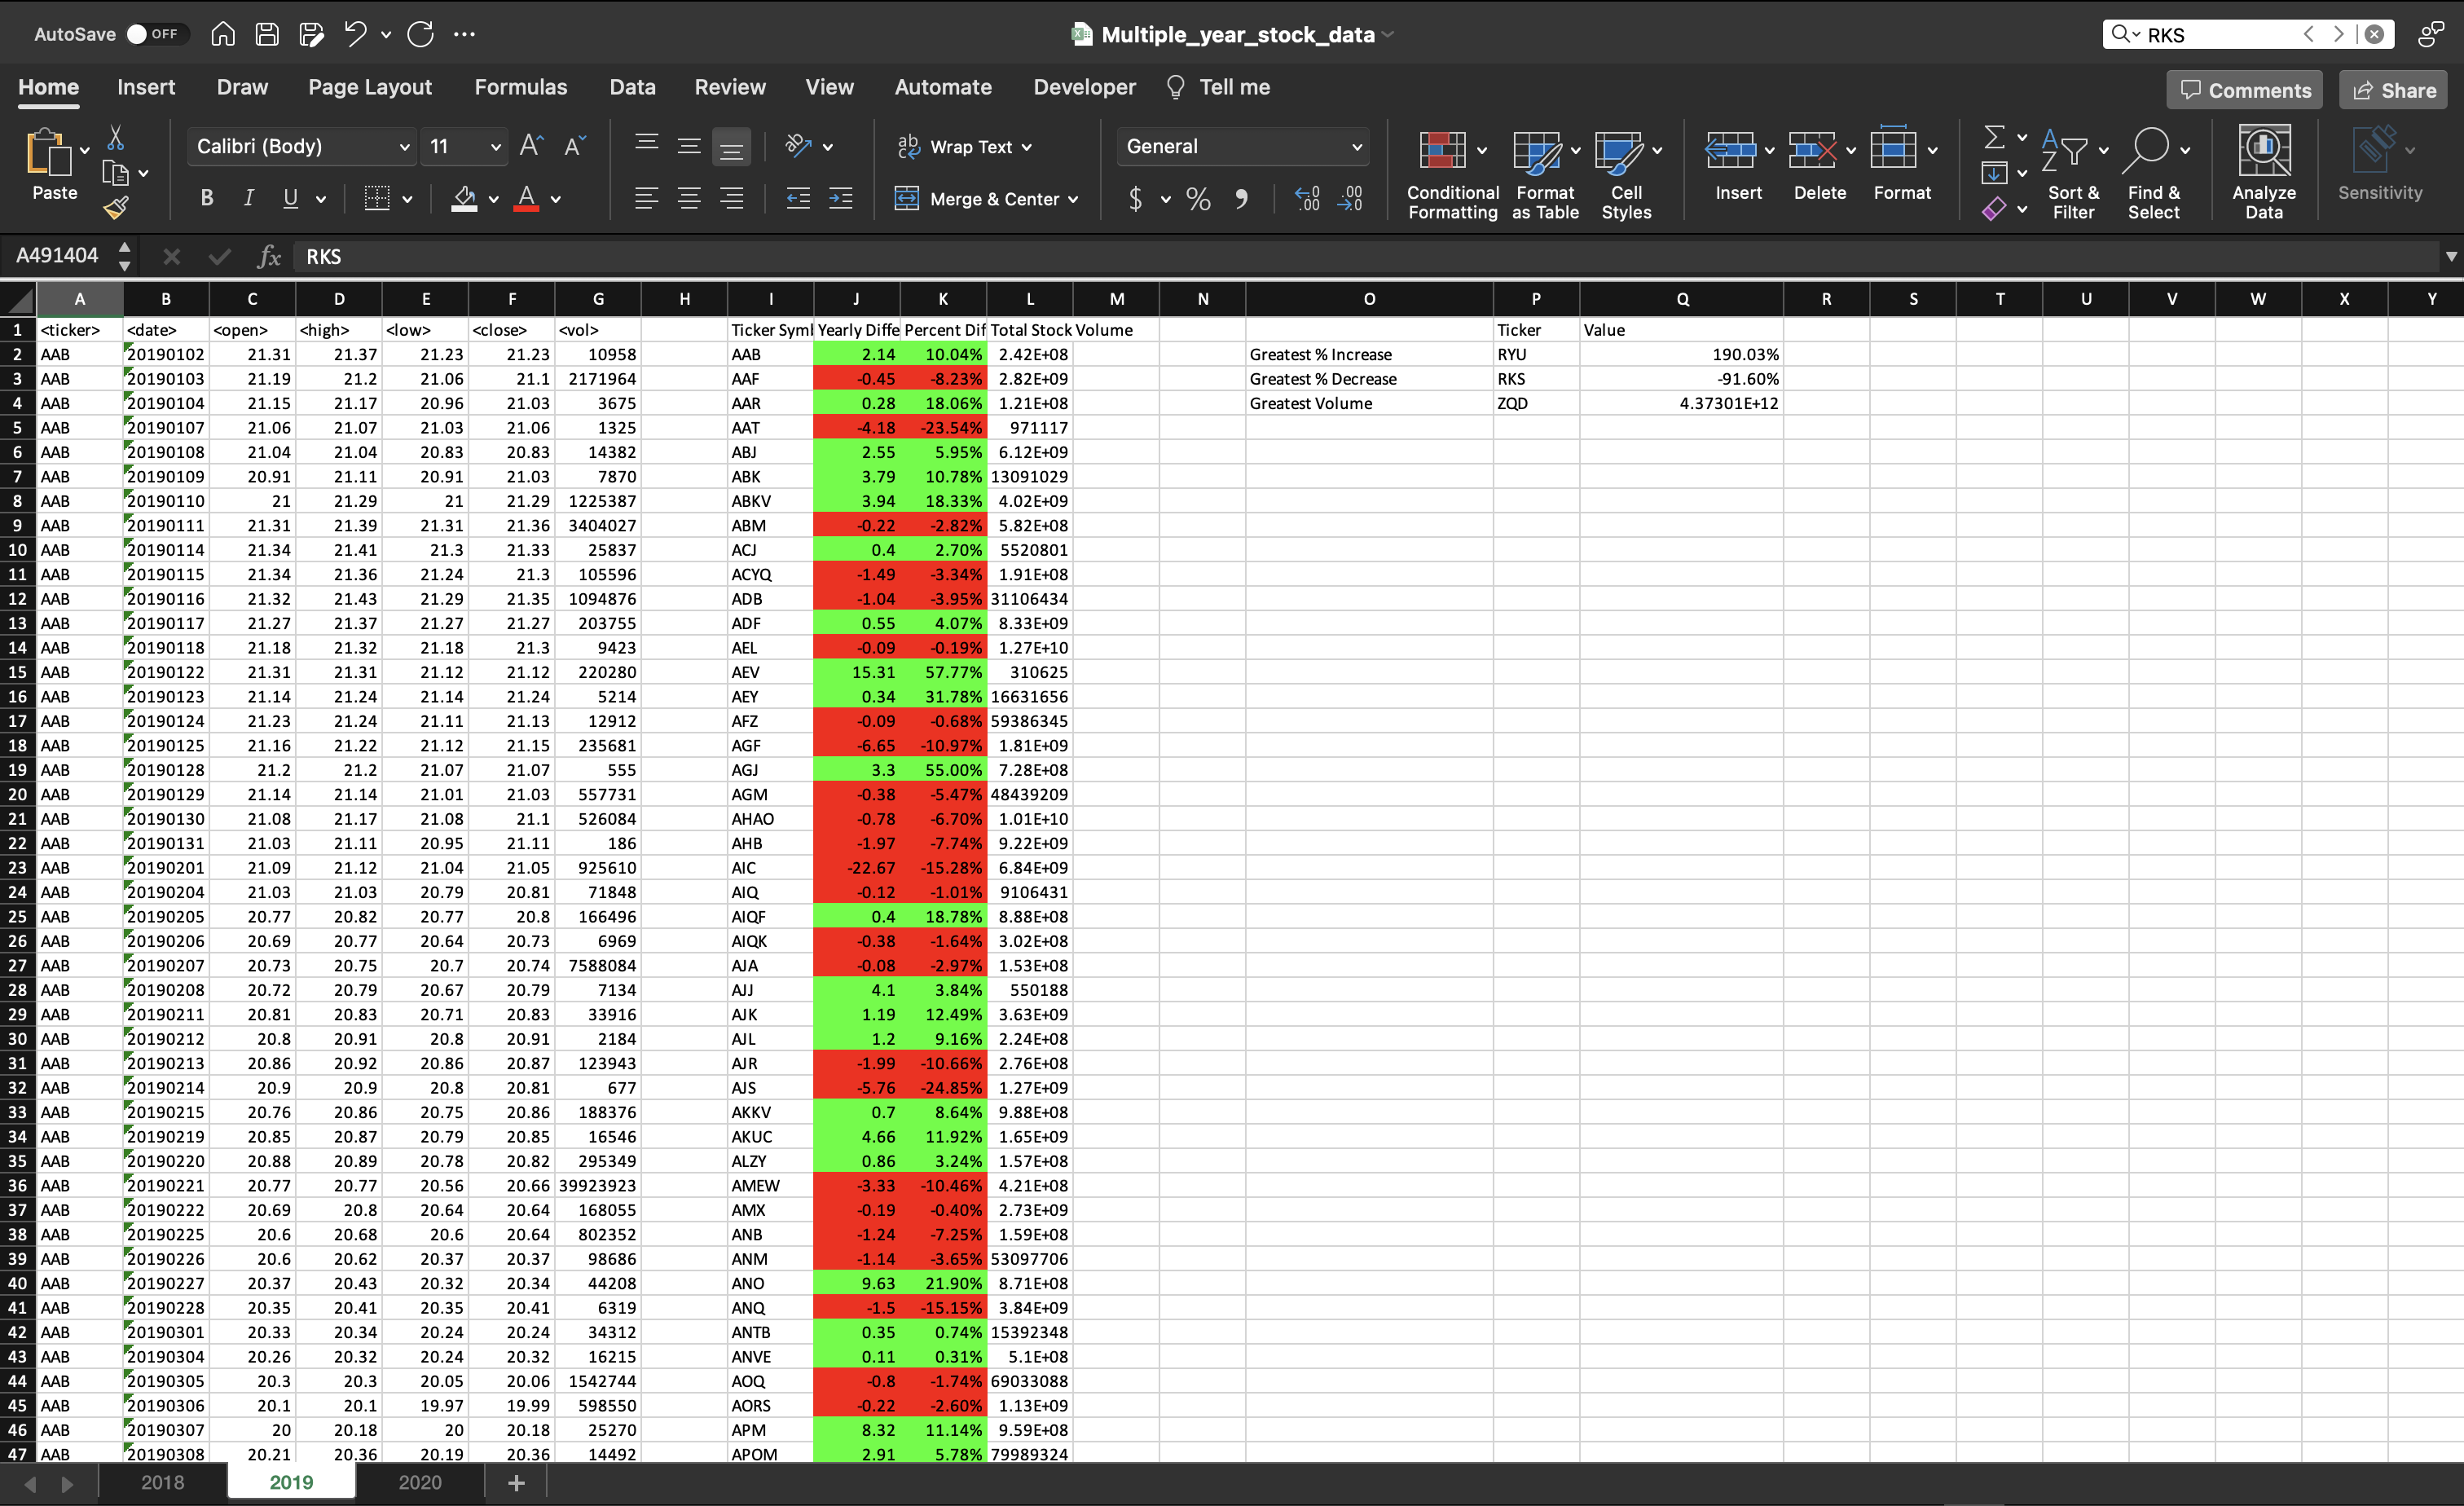 AutoSave OFF Multiple_year_stock_data RKS
Home Insert Draw Page Layout Formulas Data Review View Automate Developer Tell me Comments Share
Paste Calibri (Body) 11 Wrap Text General
B I U A Merge & Center $ % Conditional Formatting Format as Table Cell Styles Insert Delete Format Sort & Filter Find & Select Analyze Data Sensitivity
A491404 fx RKS
A B C D E F G H I J K L M N O P Q R S T U V W X Y
1 <ticker> <date> <open> <high> <low> <close> <vol> Ticker Syml Yearly Diffe Percent Dif Total Stock Volume Ticker Value
2 AAB 20190102 21.31 21.37 21.23 21.23 10958 AAB 2.14 10.04% 2.42E+08 Greatest % Increase RYU 190.03%
3 AAB 20190103 21.19 21.2 21.06 21.1 2171964 AAF -0.45 -8.23% 2.82E+09 Greatest % Decrease RKS -91.60%
4 AAB 20190104 21.15 21.17 20.96 21.03 3675 AAR 0.28 18.06% 1.21E+08 Greatest Volume ZQD 4.37301E+12
5 AAB 20190107 21.06 21.07 21.03 21.06 1325 AAT -4.18 -23.54% 971117
6 AAB 20190108 21.04 21.04 20.83 20.83 14382 ABJ 2.55 5.95% 6.12E+09
7 AAB 20190109 20.91 21.11 20.91 21.03 7870 ABK 3.79 10.78% 13091029
8 AAB 20190110 21 21.29 21 21.29 1225387 ABKV 3.94 18.33% 4.02E+09
9 AAB 20190111 21.31 21.39 21.31 21.36 3404027 ABM -0.22 -2.82% 5.82E+08
10 AAB 20190114 21.34 21.41 21.3 21.33 25837 ACJ 0.4 2.70% 5520801
11 AAB 20190115 21.34 21.36 21.24 21.3 105596 ACYQ -1.49 -3.34% 1.91E+08
12 AAB 20190116 21.32 21.43 21.29 21.35 1094876 ADB -1.04 -3.95% 31106434
13 AAB 20190117 21.27 21.37 21.27 21.27 203755 ADF 0.55 4.07% 8.33E+09
14 AAB 20190118 21.18 21.32 21.18 21.3 9423 AEL -0.09 -0.19% 1.27E+10
15 AAB 20190122 21.31 21.31 21.12 21.12 220280 AEV 15.31 57.77% 310625
16 AAB 20190123 21.14 21.24 21.14 21.24 5214 AEY 0.34 31.78% 16631656
17 AAB 20190124 21.23 21.24 21.11 21.13 12912 AFZ -0.09 -0.68% 59386345
18 AAB 20190125 21.16 21.22 21.12 21.15 235681 AGF -6.65 -10.97% 1.81E+09
19 AAB 20190128 21.2 21.2 21.07 21.07 555 AGJ 3.3 55.00% 7.28E+08
20 AAB 20190129 21.14 21.14 21.01 21.03 557731 AGM -0.38 -5.47% 48439209
21 AAB 20190130 21.08 21.17 21.08 21.1 526084 AHAO -0.78 -6.70% 1.01E+10
22 AAB 20190131 21.03 21.11 20.95 21.11 186 AHB -1.97 -7.74% 9.22E+09
23 AAB 20190201 21.09 21.12 21.04 21.05 925610 AIC -22.67 -15.28% 6.84E+09
24 AAB 20190204 21.03 21.03 20.79 20.81 71848 AIQ -0.12 -1.01% 9106431
25 AAB 20190205 20.77 20.82 20.77 20.8 166496 AIQF 0.4 18.78% 8.88E+08
26 AAB 20190206 20.69 20.77 20.64 20.73 6969 AIQK -0.38 -1.64% 3.02E+08
27 AAB 20190207 20.73 20.75 20.7 20.74 7588084 AJA -0.08 -2.97% 1.53E+08
28 AAB 20190208 20.72 20.79 20.67 20.79 7134 AJJ 4.1 3.84% 550188
29 AAB 20190211 20.81 20.83 20.71 20.83 33916 AJK 1.19 12.49% 3.63E+09
30 AAB 20190212 20.8 20.91 20.8 20.91 2184 AJL 1.2 9.16% 2.24E+08
31 AAB 20190213 20.86 20.92 20.86 20.87 123943 AJR -1.99 -10.66% 2.76E+08
32 AAB 20190214 20.9 20.9 20.8 20.81 677 AJS -5.76 -24.85% 1.27E+09
33 AAB 20190215 20.76 20.86 20.75 20.86 188376 AKKV 0.7 8.64% 9.88E+08
34 AAB 20190219 20.85 20.87 20.79 20.85 16546 AKUC 4.66 11.92% 1.65E+09
35 AAB 20190220 20.88 20.89 20.78 20.82 295349 ALZY 0.86 3.24% 1.57E+08
36 AAB 20190221 20.77 20.77 20.56 20.66 39923923 AMEW -3.33 -10.46% 4.21E+08
37 AAB 20190222 20.69 20.8 20.64 20.64 168055 AMX -0.19 -0.40% 2.73E+09
38 AAB 20190225 20.6 20.68 20.6 20.64 802352 ANB -1.24 -7.25% 1.59E+08
39 AAB 20190226 20.6 20.62 20.37 20.37 98686 ANM -1.14 -3.65% 53097706
40 AAB 20190227 20.37 20.43 20.32 20.34 44208 ANO 9.63 21.90% 8.71E+08
41 AAB 20190228 20.35 20.41 20.35 20.41 6319 ANQ -1.5 -15.15% 3.84E+09
42 AAB 20190301 20.33 20.34 20.24 20.24 34312 ANTB 0.35 0.74% 15392348
43 AAB 20190304 20.26 20.32 20.24 20.32 16215 ANVE 0.11 0.31% 5.1E+08
44 AAB 20190305 20.3 20.3 20.05 20.06 1542744 AOQ -0.8 -1.74% 69033088
45 AAB 20190306 20.1 20.1 19.97 19.99 598550 AORS -0.22 -2.60% 1.13E+09
46 AAB 20190307 20 20.18 20 20.18 25270 APM 8.32 11.14% 9.59E+08
47 AAB 20190308 20.21 20.36 20.19 20.36 14492 APOM 2.91 5.78% 79989324
2018 2019 2020 +